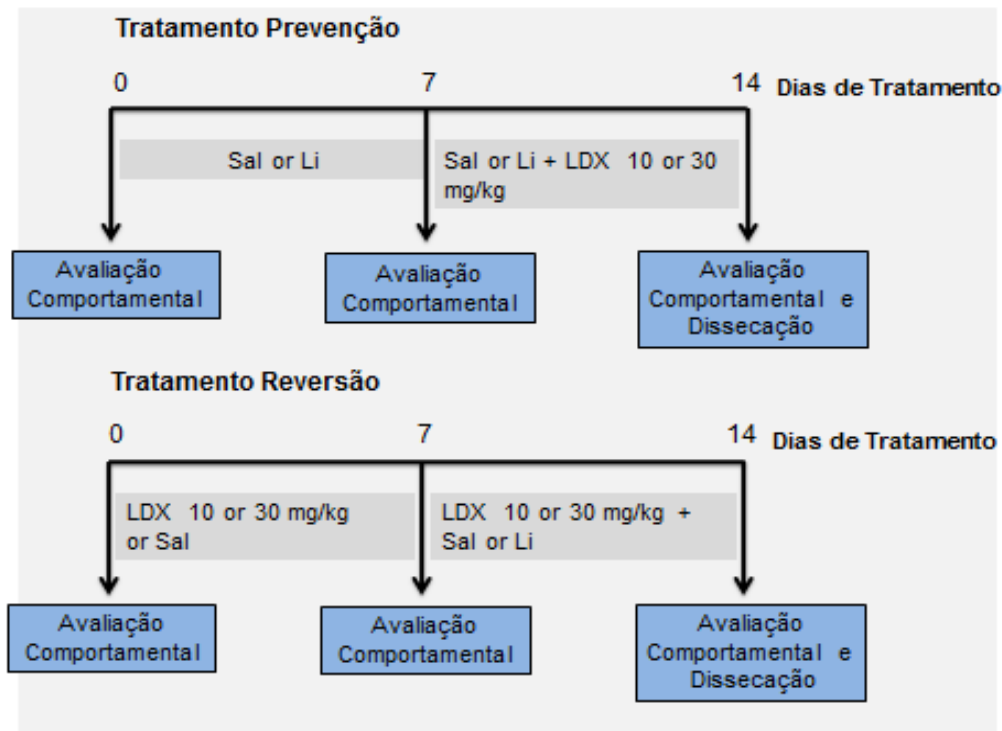 Tratamento Prevenção
0 7 14 Dias de Tratamento
Sal or Li
Sal or Li + LDX 10 or 30
mg/kg
Avaliação
Comportamental
Avaliação
Comportamental
Avaliação
Comportamental e
Dissecação
Tratamento Reversão
0 7 14 Dias de Tratamento
LDX 10 or 30 mg/kg
or Sal
LDX 10 or 30 mg/kg +
Sal or Li
Avaliação
Comportamental
Avaliação
Comportamental
Avaliação
Comportamental e
Dissecação